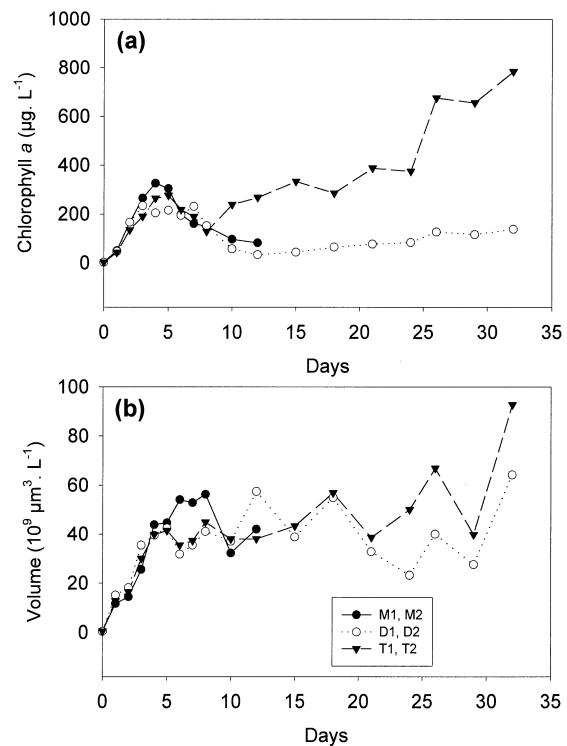 1000
(a)
800
600
400
200
0
Chlorophyll a (µg. L-1)
0 5 10 15 20 25 30 35
Days
100
(b)
80
60
40
20
0
Volume (10⁹ µm³. L⁻¹)
M1, M2
D1, D2
T1, T2
0 5 10 15 20 25 30 35
Days